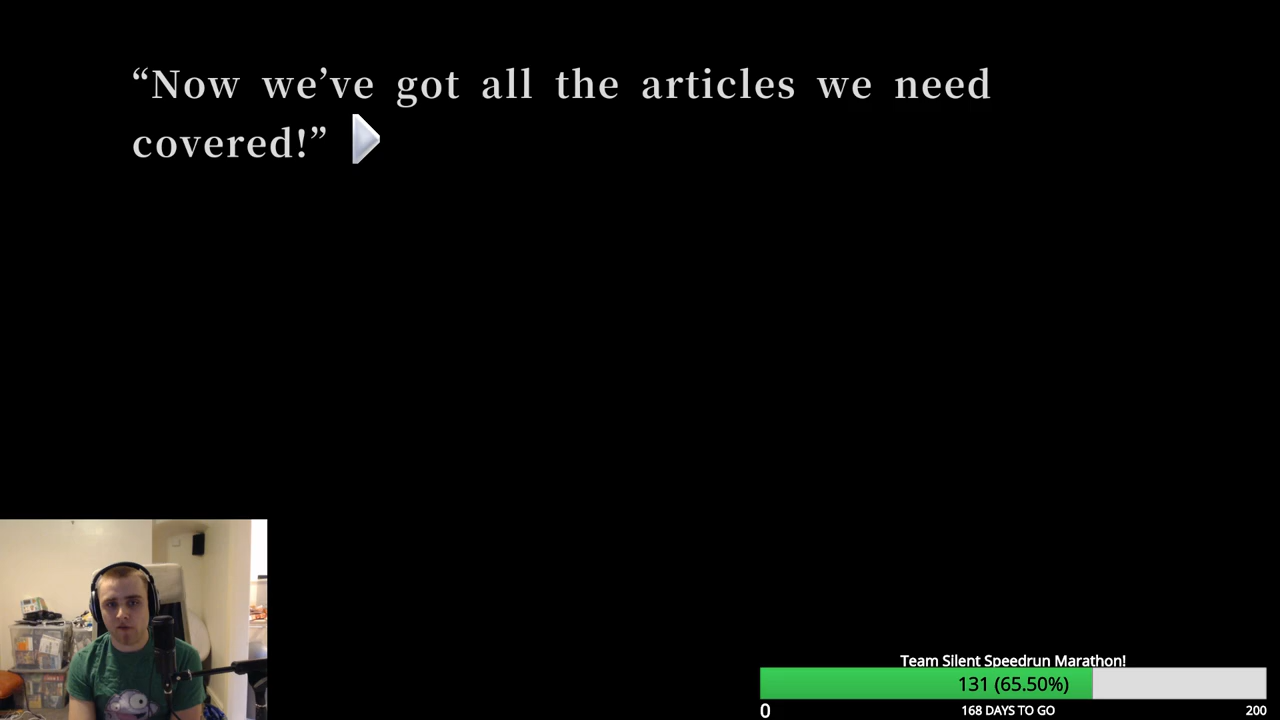 “Now we’ve got all the articles we need
covered!”
Team Silent Speedrun Marathon!
131 (65.50%)
0
168 DAYS TO GO
200